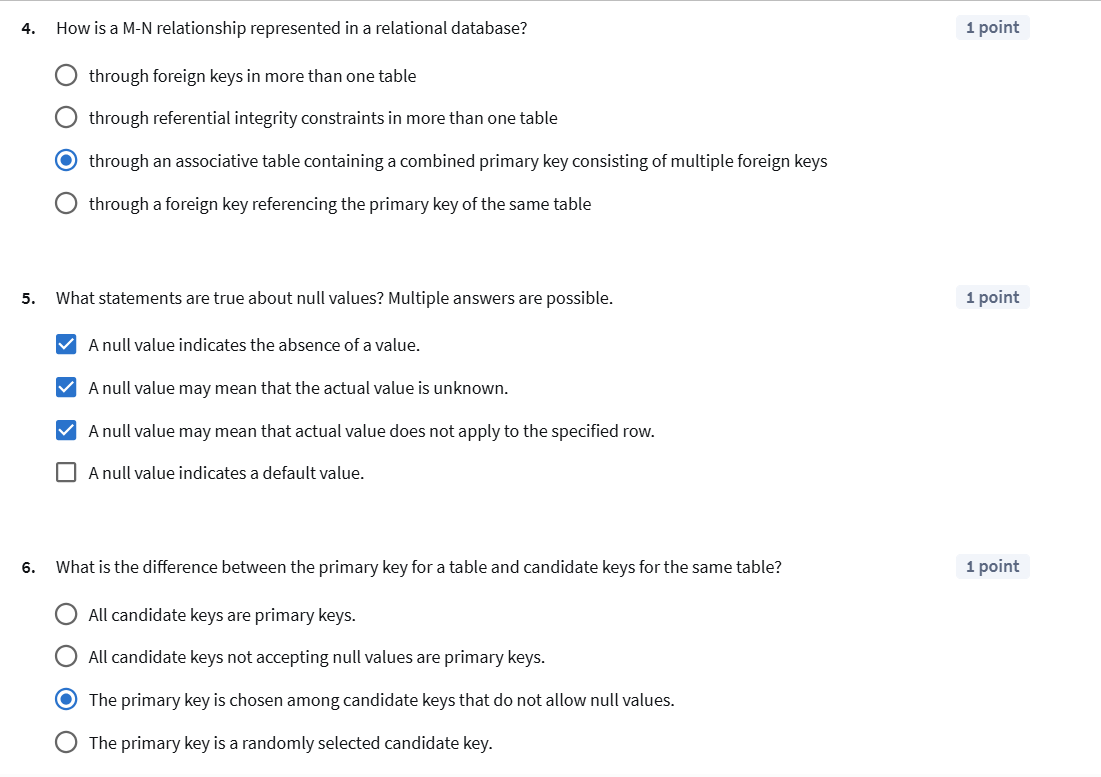 4. How is a M-N relationship represented in a relational database? 1 point
through foreign keys in more than one table
through referential integrity constraints in more than one table
through an associative table containing a combined primary key consisting of multiple foreign keys
through a foreign key referencing the primary key of the same table
5. What statements are true about null values? Multiple answers are possible. 1 point
A null value indicates the absence of a value.
A null value may mean that the actual value is unknown.
A null value may mean that actual value does not apply to the specified row.
A null value indicates a default value.
6. What is the difference between the primary key for a table and candidate keys for the same table? 1 point
All candidate keys are primary keys.
All candidate keys not accepting null values are primary keys.
The primary key is chosen among candidate keys that do not allow null values.
The primary key is a randomly selected candidate key.